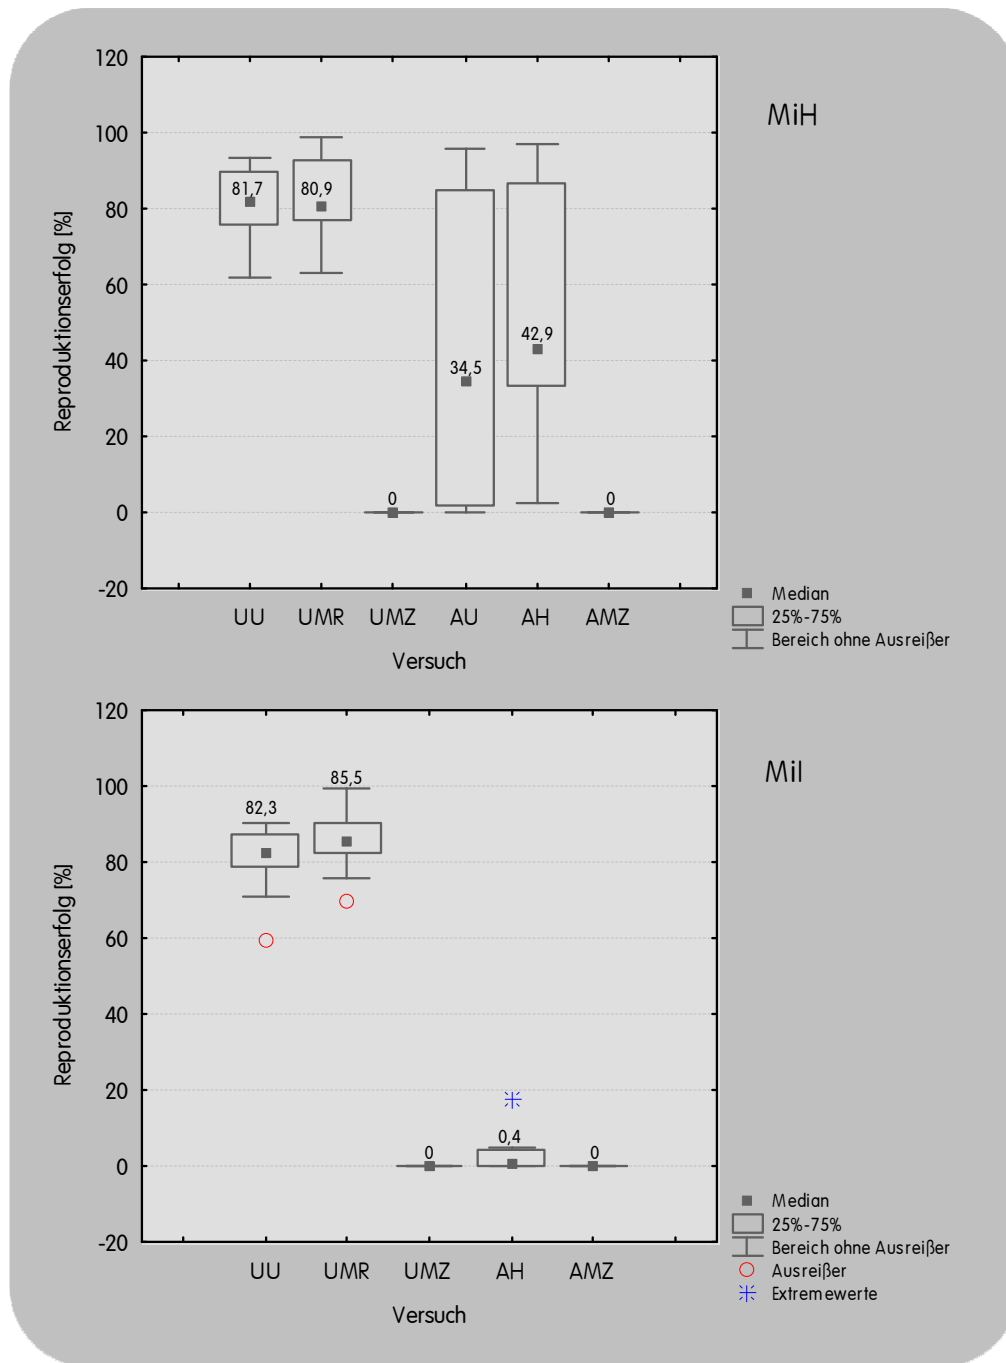 MiH
Reproduktionserfolg [%]
120
100
80
60
40
20
0
-20
81,7
80,9
0
34,5
42,9
0
UU UMR UMZ AU AH AMZ
Versuch
Median
25%-75%
Bereich ohne Ausreißer
MiI
Reproduktionserfolg [%]
120
100
80
60
40
20
0
-20
82,3
85,5
0
0,4
0
UU UMR UMZ AH AMZ
Versuch
Median
25%-75%
Bereich ohne Ausreißer
Ausreißer
Extremewerte